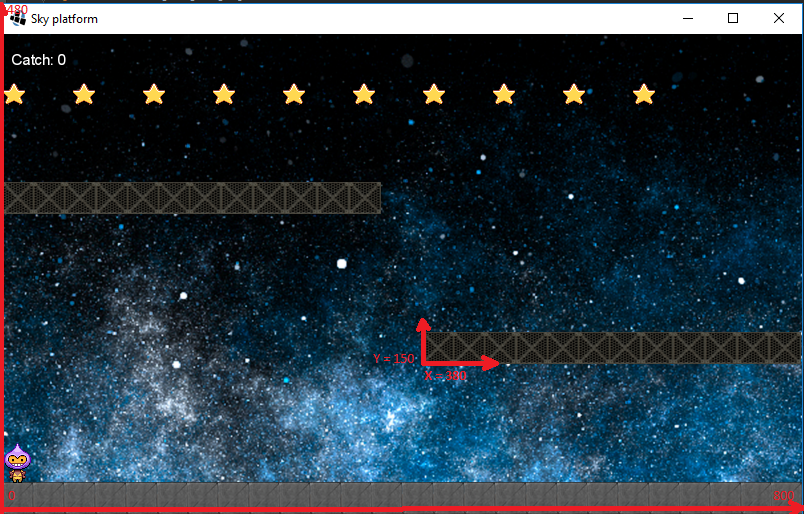 480
Sky platform
Catch: 0
Y = 150
X = 380
0
800